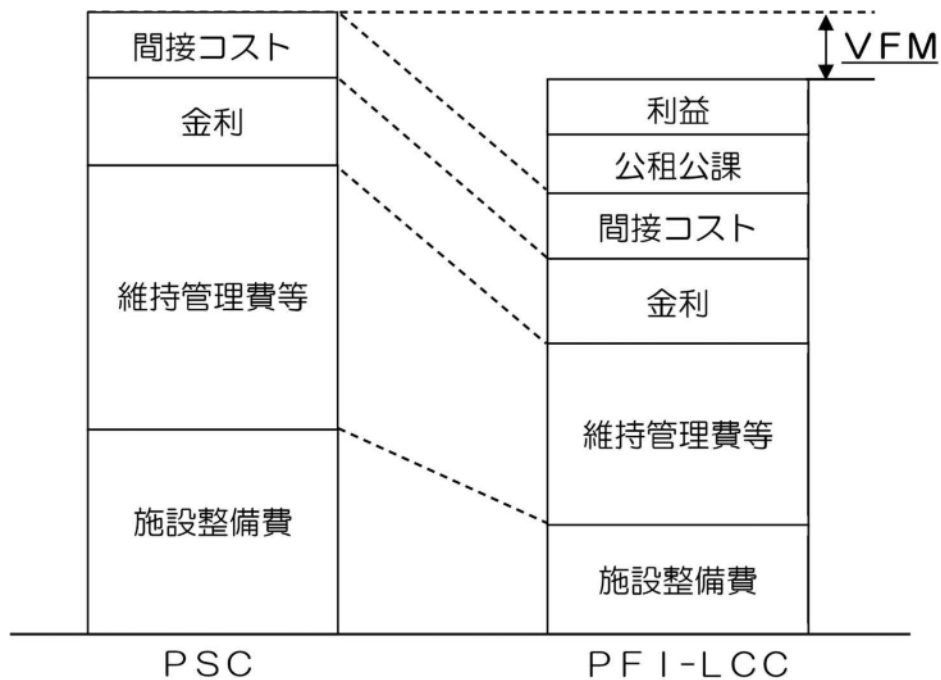 間接コスト
金利
維持管理費等
施設整備費
PSC
VFM
利益
公租公課
間接コスト
金利
維持管理費等
施設整備費
PFI-LCC